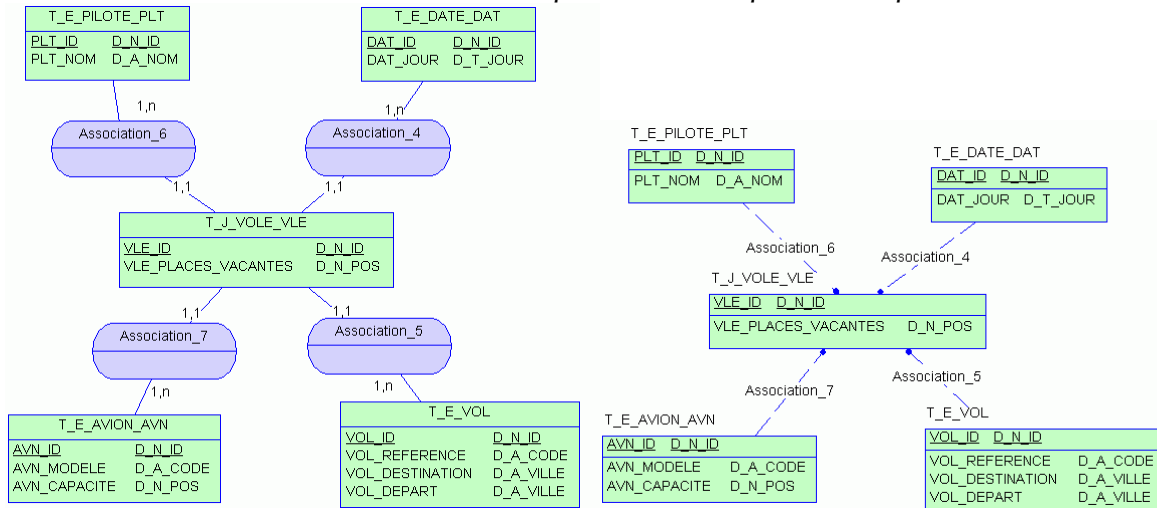 T_E_PILOTE_PLT
PLT_ID D_N_ID
PLT_NOM D_A_NOM
T_E_DATE_DAT
DAT_ID D_N_ID
DAT_JOUR D_T_JOUR
1,n
1,n
Association_6
Association_4
1,1
1,1
T_J_VOLE_VLE
VLE_ID D_N_ID
VLE_PLACES_VACANTES D_N_POS
1,1
1,1
Association_7
Association_5
1,n
1,n
T_E_AVION_AVN
AVN_ID D_N_ID
AVN_MODELE D_A_CODE
AVN_CAPACITE D_N_POS
T_E_VOL
VOL_ID D_N_ID
VOL_REFERENCE D_A_CODE
VOL_DESTINATION D_A_VILLE
VOL_DEPART D_A_VILLE
T_E_PILOTE_PLT
PLT_ID D_N_ID
PLT_NOM D_A_NOM
T_E_DATE_DAT
DAT_ID D_N_ID
DAT_JOUR D_T_JOUR
Association_6
Association_4
T_J_VOLE_VLE
VLE_ID D_N_ID
VLE_PLACES_VACANTES D_N_POS
Association_7
Association_5
T_E_AVION_AVN
AVN_ID D_N_ID
AVN_MODELE D_A_CODE
AVN_CAPACITE D_N_POS
T_E_VOL
VOL_ID D_N_ID
VOL_REFERENCE D_A_CODE
VOL_DESTINATION D_A_VILLE
VOL_DEPART D_A_VILLE